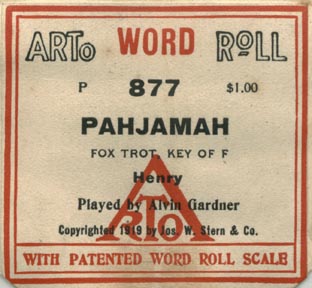 ARTo WORD RoLL
P 877 $1.00
PAHJAMAH
FOX TROT, KEY OF F
Henry
Played by Alvin Gardner
ARTO
Copyrighted 1919 by Jos. W. Stern & Co.
WITH PATENTED WORD ROLL SCALE